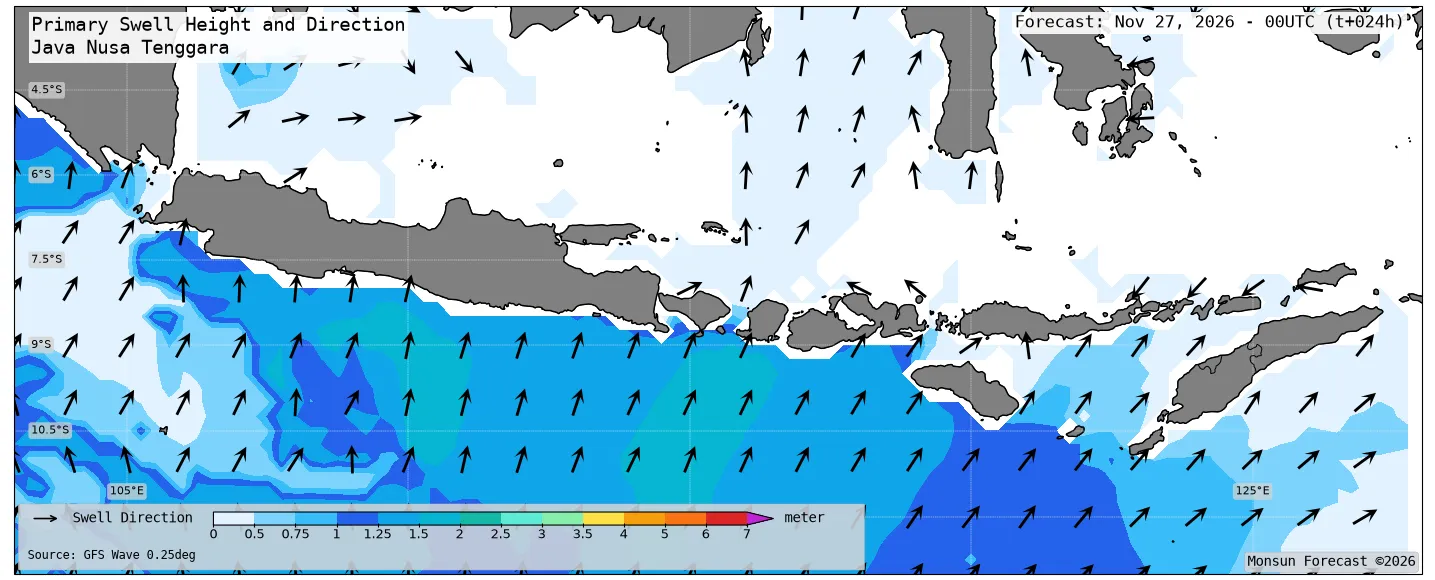 Primary Swell Height and Direction
Java Nusa Tenggara
Forecast: Nov 27, 2026 - 00UTC (t+024h)
4.5°S
6°S
7.5°S
9°S
10.5°S
105°E
125°E
Swell Direction
0 0.5 0.75 1 1.25 1.5 2 2.5 3 3.5 4 5 6 7
meter
Source: GFS Wave 0.25deg
Monsun Forecast ©2026